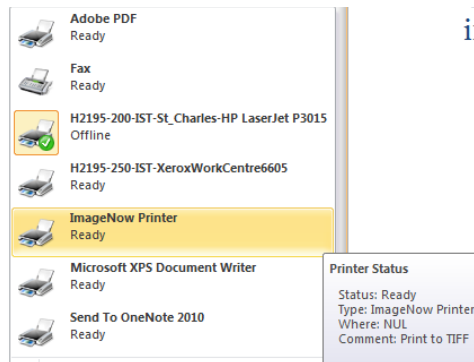 Adobe PDF
Ready
Fax
Ready
H2195-200-IST-St_Charles-HP LaserJet P3015
Offline
H2195-250-IST-XeroxWorkCentre6605
Ready
ImageNow Printer
Ready
Microsoft XPS Document Writer
Ready
Send To OneNote 2010
Ready
Printer Status
Status: Ready
Type: ImageNow Printer
Where: NUL
Comment: Print to TIFF